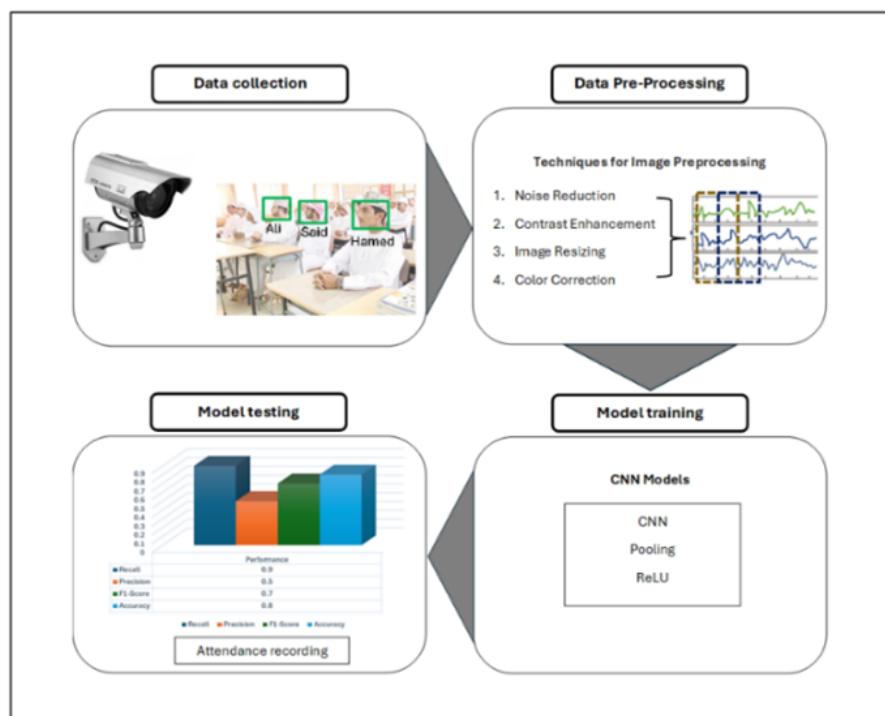 Data collection
Data Pre-Processing
Ali
Said
Hamed
Techniques for Image Preprocessing
1. Noise Reduction
2. Contrast Enhancement
3. Image Resizing
4. Color Correction
Model testing
Model training
0.9
0.8
0.7
0.6
0.5
0.4
0.3
0.2
0.1
0
Performance
Recall 0.9
Precision 0.5
F1-Score 0.7
Accuracy 0.8
Recall Precision F1-Score Accuracy
Attendance recording
CNN Models
CNN
Pooling
ReLU